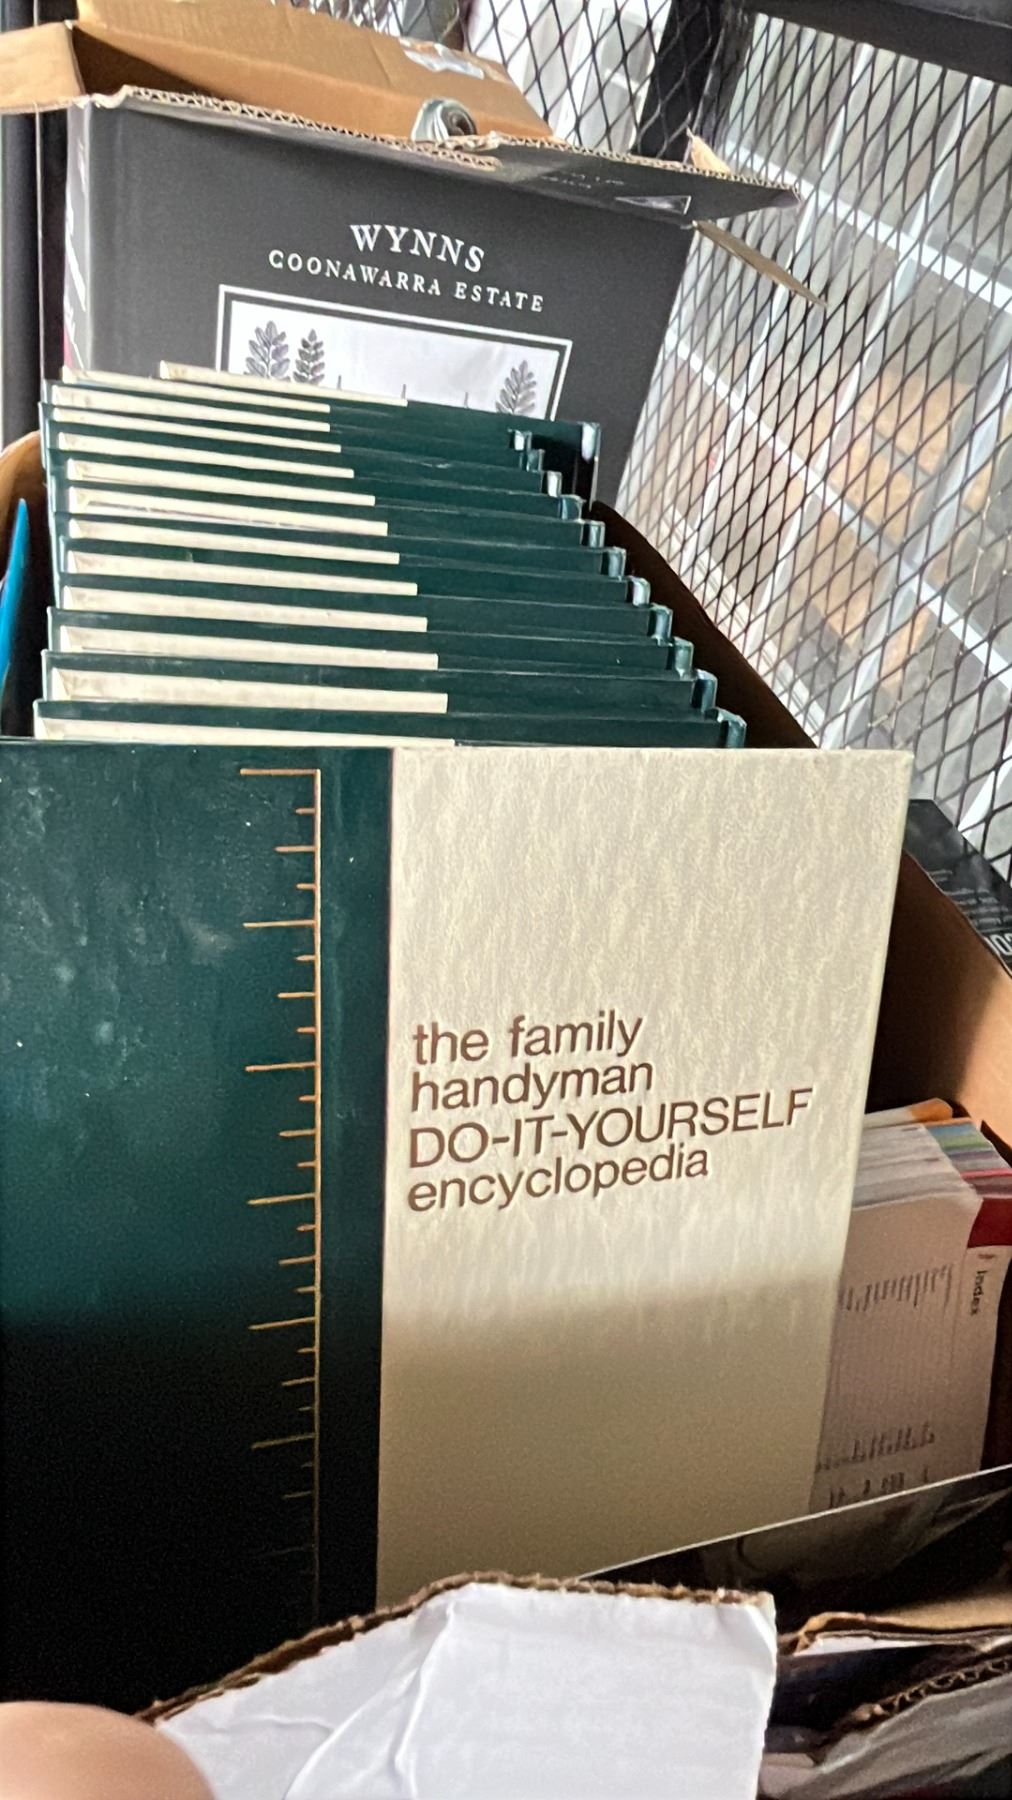 WYNNS
COONAWARRA ESTATE
the family
handyman
DO-IT-YOURSELF
encyclopedia
Index